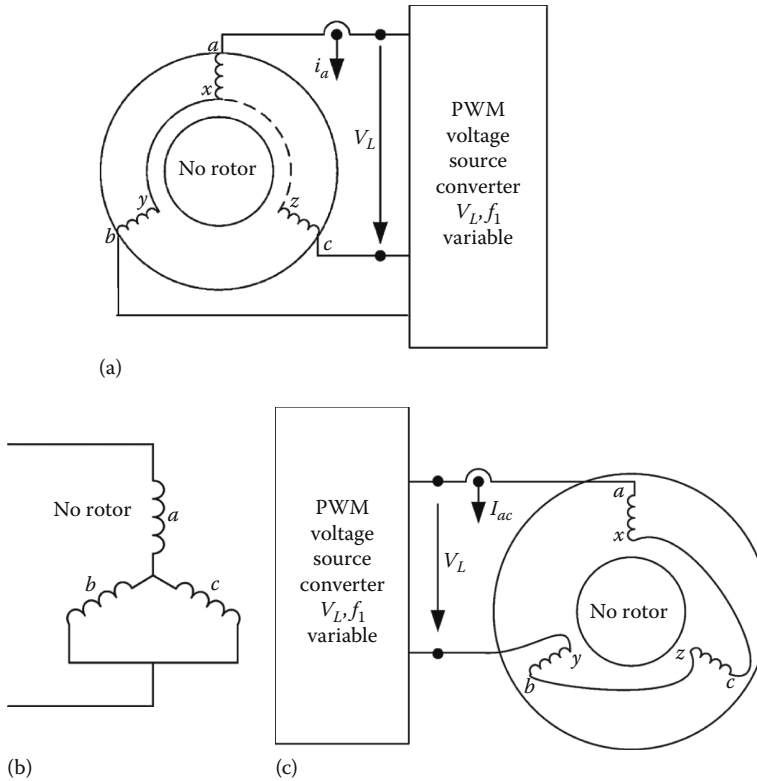 a
x
i_a
V_L
No rotor
y
z
b
c
PWM
voltage
source
converter
V_L, f_1
variable
(a)
No rotor
a
b
c
(b)
PWM
voltage
source
converter
V_L, f_1
variable
I_ac
V_L
a
x
No rotor
y
z
b
c
(c)